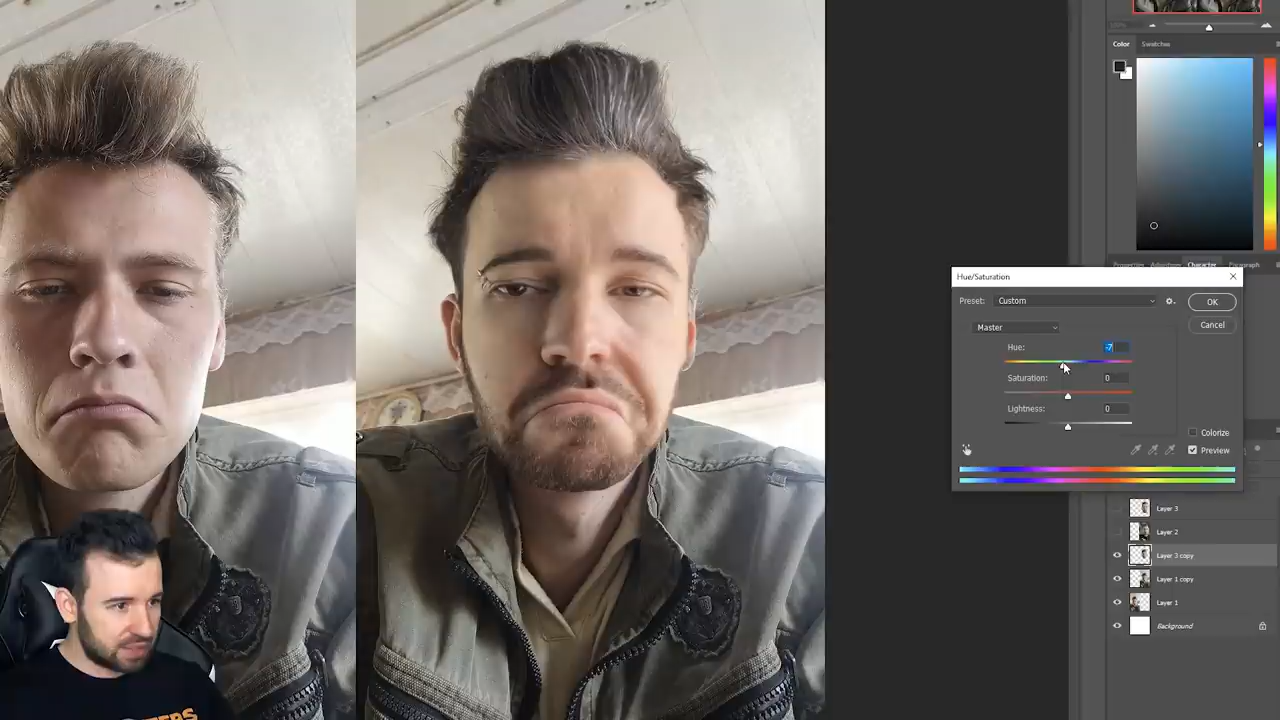 Color Swatches
Properties Adjustments Character Paragraph
Hue/Saturation
Preset: Custom
OK
Master
Cancel
Hue: -7
Saturation: 0
Lightness: 0
Colorize
Preview
Layer 3
Layer 2
Layer 3 copy
Layer 1 copy
Layer 1
Background